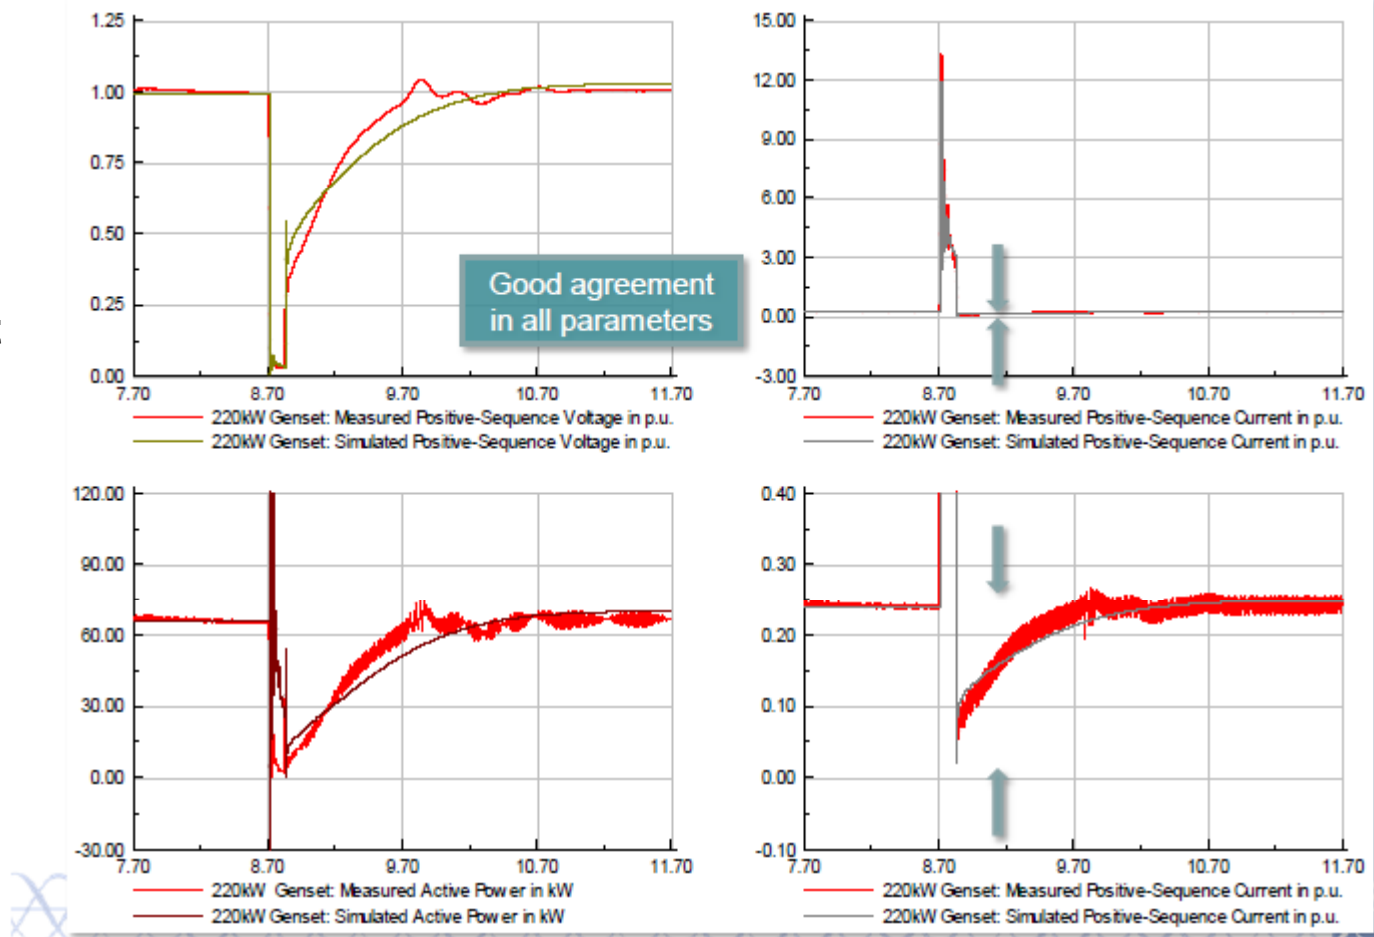 1.25
1.00
0.75
0.50
0.25
0.00
7.70 8.70 9.70 10.70 11.70
220kW Genset: Measured Positive-Sequence Voltage in p.u.
220kW Genset: Simulated Positive-Sequence Voltage in p.u.
15.00
12.00
9.00
6.00
3.00
0.00
-3.00
7.70 8.70 9.70 10.70 11.70
220kW Genset: Measured Positive-Sequence Current in p.u.
220kW Genset: Simulated Positive-Sequence Current in p.u.
Good agreement
in all parameters
120.00
90.00
60.00
30.00
0.00
-30.00
7.70 8.70 9.70 10.70 11.70
220kW Genset: Measured Active Power in kW
220kW Genset: Simulated Active Power in kW
0.40
0.30
0.20
0.10
0.00
-0.10
7.70 8.70 9.70 10.70 11.70
220kW Genset: Measured Positive-Sequence Current in p.u.
220kW Genset: Simulated Positive-Sequence Current in p.u.